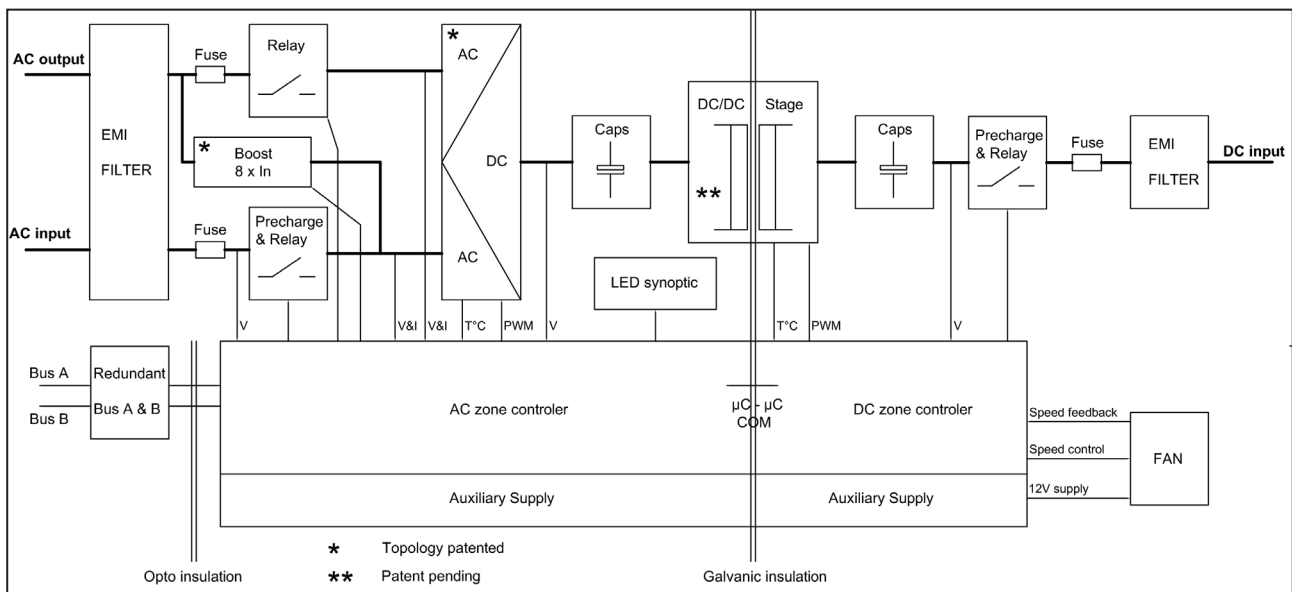 AC output
EMI
FILTER
Fuse
Relay
*
Boost
8 x In
AC input
Fuse
Precharge
& Relay
*
AC
DC
AC
Caps
DC/DC
Stage
**
Caps
Precharge
& Relay
Fuse
EMI
FILTER
DC input
LED synoptic
V
V&I
V&I
T°C
PWM
V
T°C
PWM
V
Bus A
Bus B
Redundant
Bus A & B
AC zone controler
µC - µC
COM
DC zone controler
Speed feedback
Speed control
12V supply
FAN
Auxiliary Supply
Auxiliary Supply
* Topology patented
** Patent pending
Opto insulation
Galvanic insulation